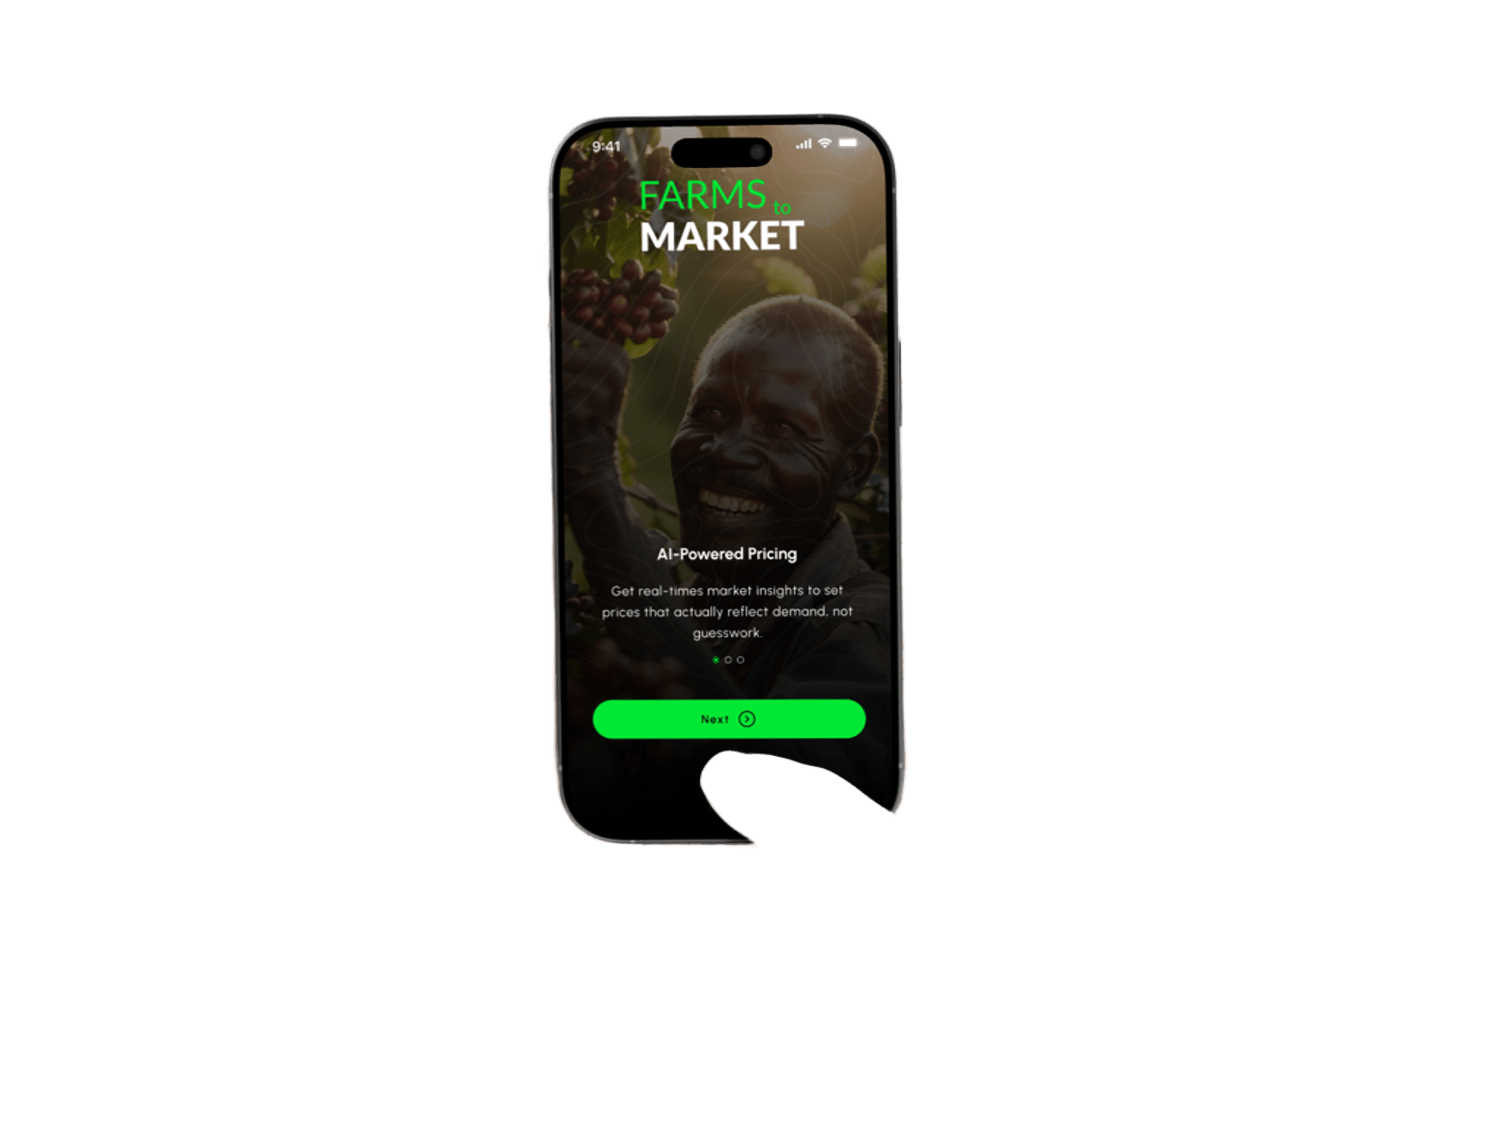 9:41
FARMS to
MARKET
AI-Powered Pricing
Get real-times market insights to set
prices that actually reflect demand, not
guesswork.
Next